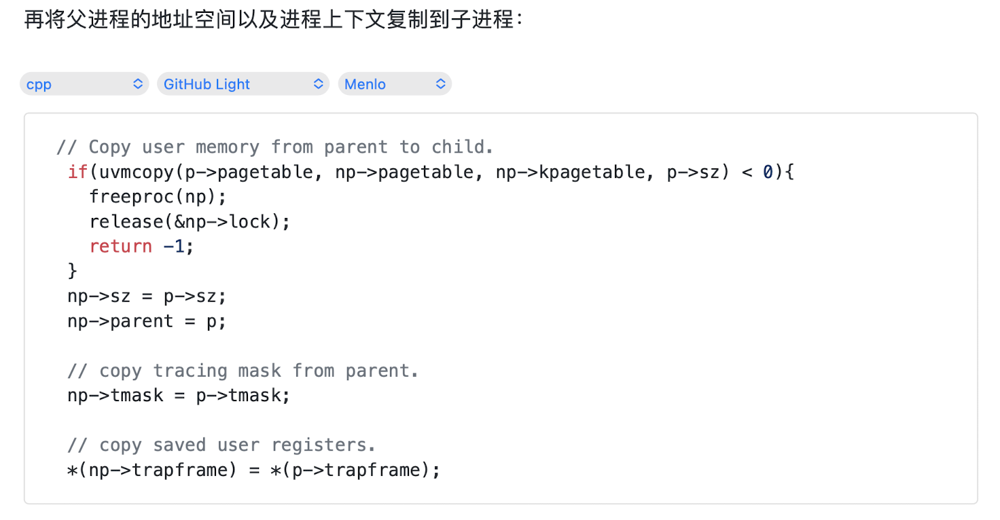 再将父进程的地址空间以及进程上下文复制到子进程：
cpp GitHub Light Menlo
// Copy user memory from parent to child.
if(uvmcopy(p->pagetable, np->pagetable, np->kpagetable, p->sz) < 0){
freeproc(np);
release(&np->lock);
return -1;
}
np->sz = p->sz;
np->parent = p;
// copy tracing mask from parent.
np->tmask = p->tmask;
// copy saved user registers.
*(np->trapframe) = *(p->trapframe);